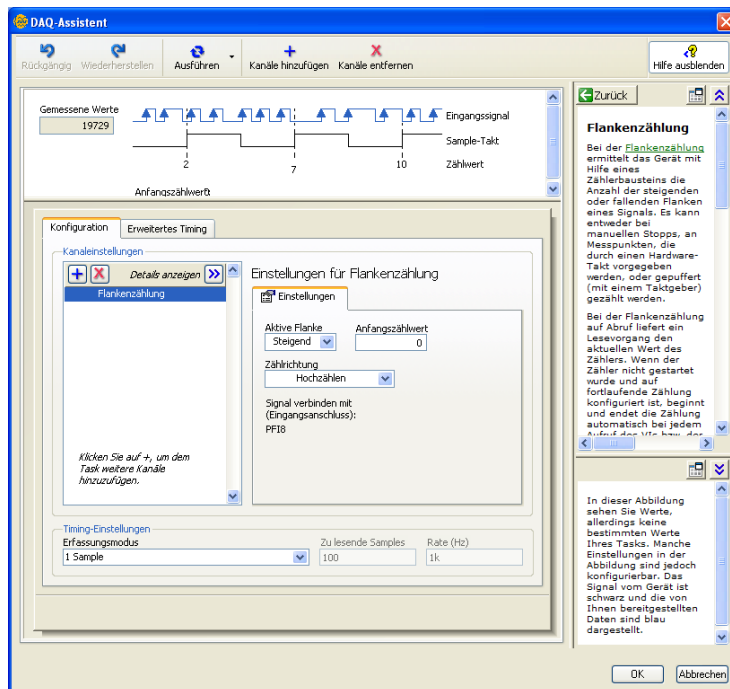 DAQ-Assistent
Rückgängig Wiederherstellen Ausführen Kanäle hinzufügen Kanäle entfernen Hilfe ausblenden
Gemessene Werte
19729
Eingangssignal
Sample-Takt
2 7 10 Zählwert
Konfiguration Erweitertes Timing
Kanaleinstellungen
Details anzeigen
Flankenzählung
Klicken Sie auf +, um dem
Task weitere Kanäle
hinzuzufügen.
Einstellungen für Flankenzählung
Einstellungen
Aktive Flanke Anfangszählwert
Steigend 0
Zählrichtung
Hochzählen
Signal verbinden mit
(Eingangsanschluss):
PFI8
Timing-Einstellungen
Erfassungsmodus Zu lesende Samples Rate (Hz)
1 Sample 100 1k
Zurück
Flankenzählung
Bei der Flankenzählung
ermittelt das Gerät mit
Hilfe eines
Zählerbausteins die
Anzahl der steigenden
oder fallenden Flanken
eines Signals. Es kann
entweder bei
manuellen Stopps, an
Messpunkten, die
durch einen Hardware-
Takt vorgegeben
werden, oder gepuffert
(mit einem Taktgeber)
gezählt werden.
Bei der Flankenzählung
auf Abruf liefert ein
Lesevorgang den
aktuellen Wert des
Zählers. Wenn der
Zähler nicht gestartet
wurde und auf
fortlaufende Zählung
konfiguriert ist, beginnt
und endet die Zählung
automatisch bei jedem
Aufruf des VIs bzw. der
In dieser Abbildung
sehen Sie Werte,
allerdings keine
bestimmten Werte
Ihres Tasks. Manche
Einstellungen in der
Abbildung sind jedoch
konfigurierbar. Das
Signal vom Gerät ist
schwarz und die von
Ihnen bereitgestellten
Daten sind blau
dargestellt.
OK Abbrechen